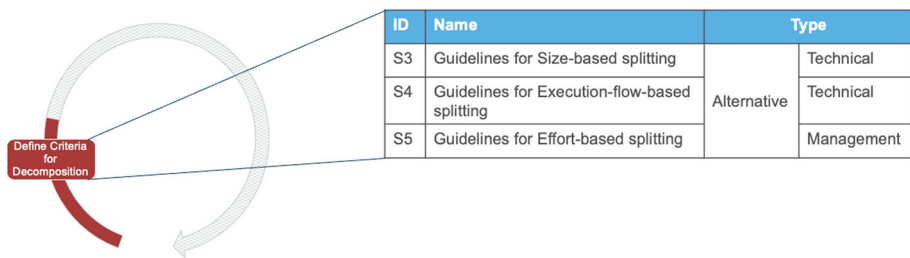 ID Name Type
S3 Guidelines for Size-based splitting Technical
S4 Guidelines for Execution-flow-based splitting Alternative Technical
S5 Guidelines for Effort-based splitting Management
Define Criteria
for
Decomposition